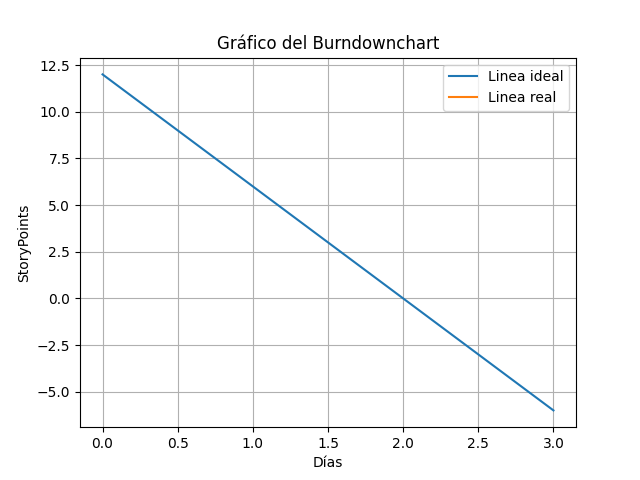 Gráfico del Burndownchart
Linea ideal
Linea real
StoryPoints
12.5
10.0
7.5
5.0
2.5
0.0
−2.5
−5.0
0.0 0.5 1.0 1.5 2.0 2.5 3.0
Días